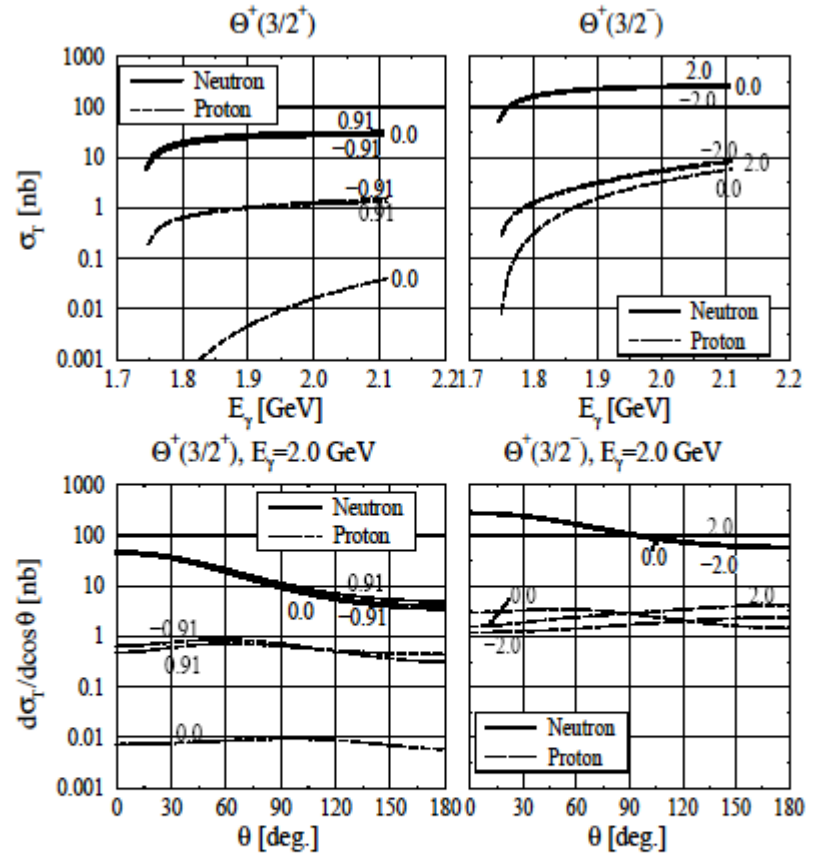 Θ⁺(3/2⁺)
1000
100
10
1
0.1
0.01
0.001
σ_T [nb]
Neutron
Proton
0.91
0.0
−0.91
−0.91
0.91
0.0
1.7 1.8 1.9 2.0 2.1 2.2
E_γ [GeV]
Θ⁺(3/2⁻)
2.0
0.0
−2.0
−2.0
2.0
0.0
Neutron
Proton
1.7 1.8 1.9 2.0 2.1 2.2
E_γ [GeV]
Θ⁺(3/2⁺), E_γ=2.0 GeV
1000
100
10
1
0.1
0.01
0.001
dσ_T/dcosθ [nb]
Neutron
Proton
0.91
0.0
−0.91
−0.91
0.91
0.0
0 30 60 90 120 150 180
θ [deg.]
Θ⁺(3/2⁻), E_γ=2.0 GeV
2.0
0.0
−2.0
0.0
2.0
−2.0
Neutron
Proton
0 30 60 90 120 150 180
θ [deg.]